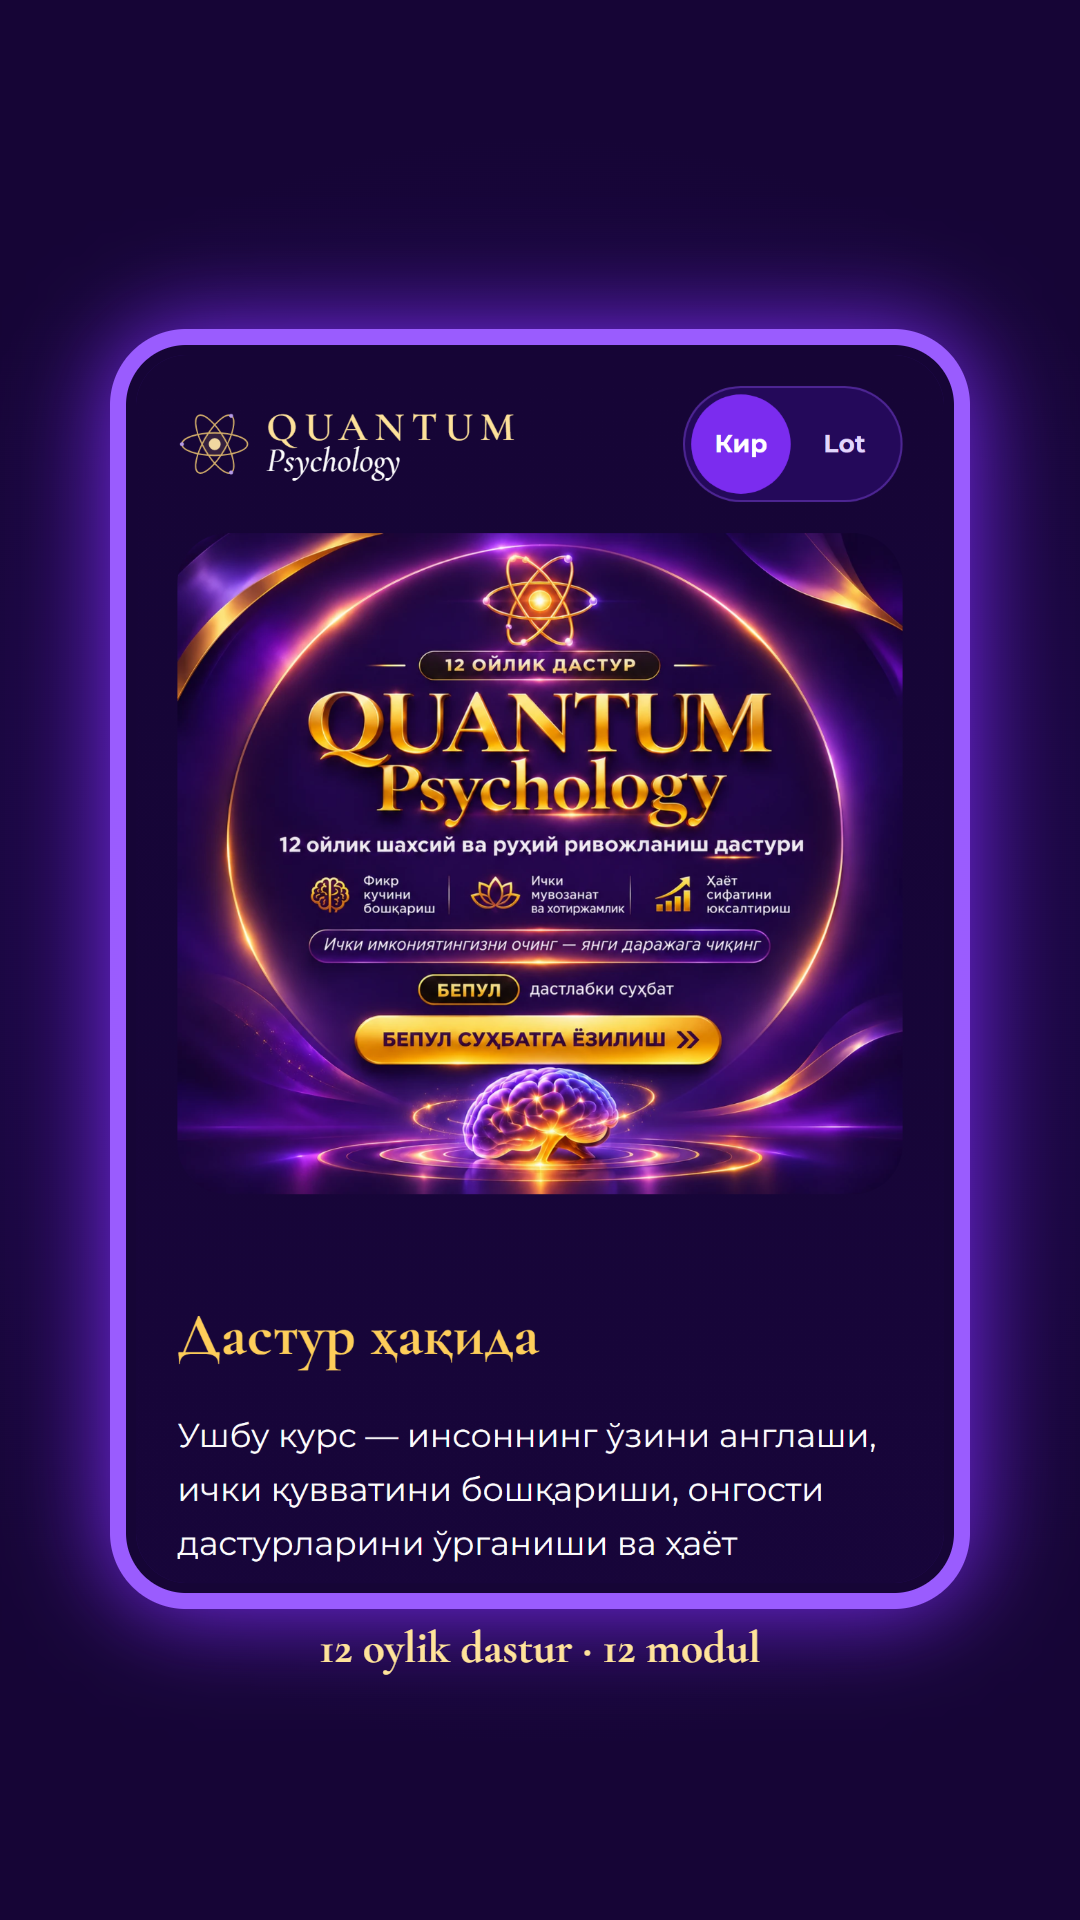 QUANTUM
Psychology
Кир
Lot
12 ОЙЛИК ДАСТУР
QUANTUM
Psychology
12 ойлик шахсий ва руҳий ривожланиш дастури
Фикр
кучини
бошқариш
Ички
мувозанат
ва хотиржамлик
Ҳаёт
сифатини
юксалтириш
Ички имкониятингизни очинг — янги даражага чиқинг
БЕПУЛ
дастлабки суҳбат
БЕПУЛ СУҲБАТГА ЁЗИЛИШ
Дастур ҳақида
Ушбу курс — инсоннинг ўзини англаши,
ички қувватини бошқариши, онгости
дастурларини ўрганиши ва ҳаёт
12 oylik dastur · 12 modul